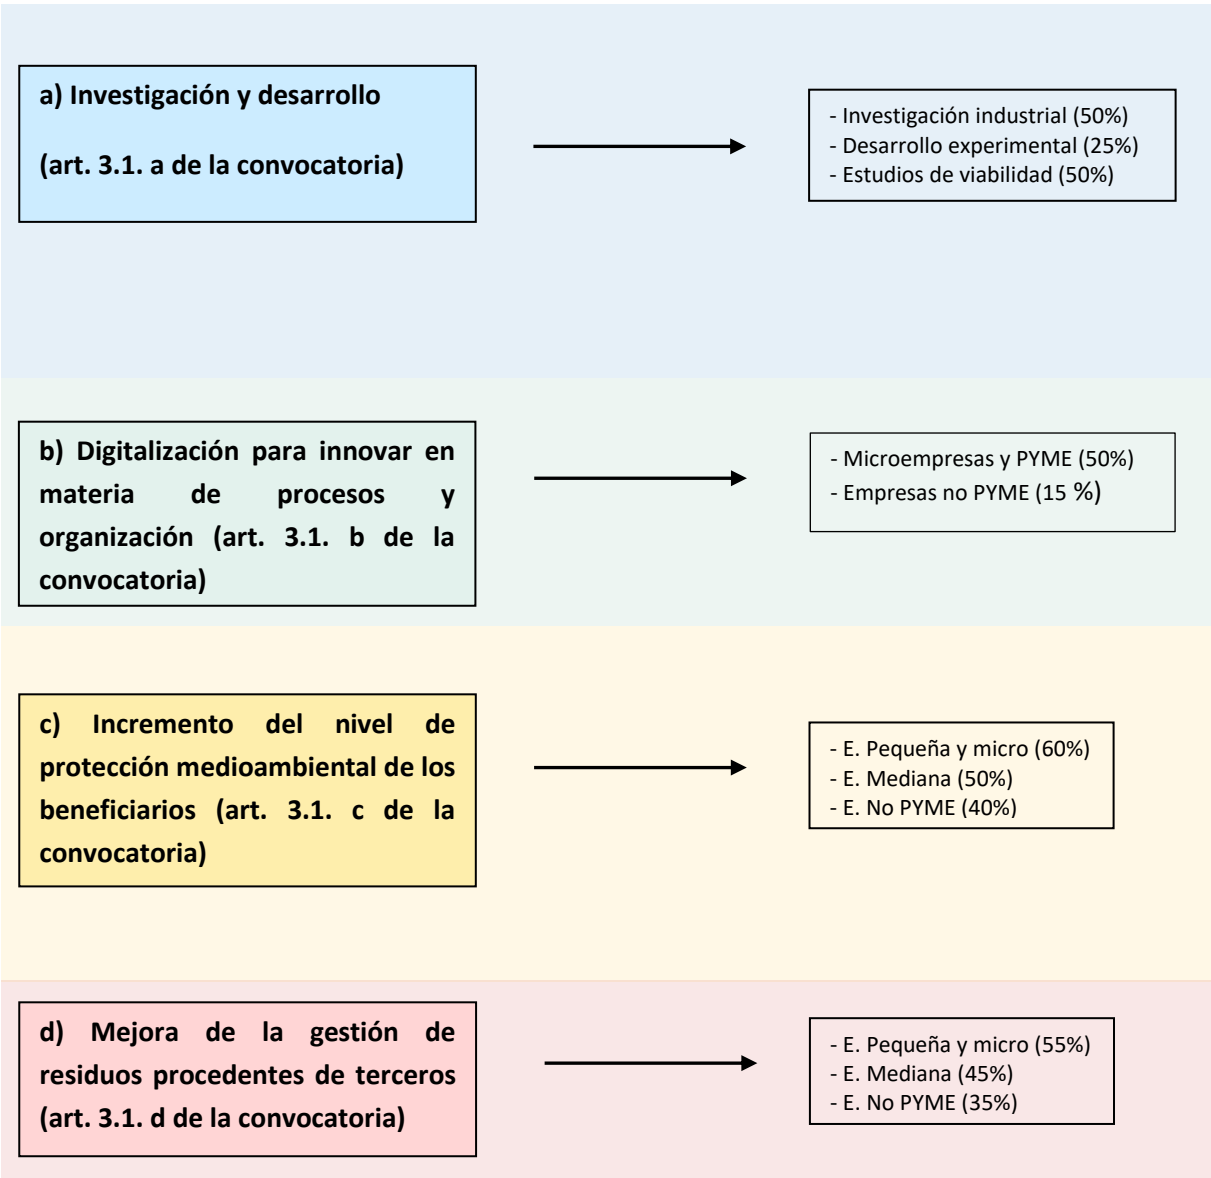 a) Investigación y desarrollo
(art. 3.1. a de la convocatoria)
- Investigación industrial (50%)
- Desarrollo experimental (25%)
- Estudios de viabilidad (50%)
b) Digitalización para innovar en
materia de procesos y
organización (art. 3.1. b de la
convocatoria)
- Microempresas y PYME (50%)
- Empresas no PYME (15 %)
c) Incremento del nivel de
protección medioambiental de los
beneficiarios (art. 3.1. c de la
convocatoria)
- E. Pequeña y micro (60%)
- E. Mediana (50%)
- E. No PYME (40%)
d) Mejora de la gestión de
residuos procedentes de terceros
(art. 3.1. d de la convocatoria)
- E. Pequeña y micro (55%)
- E. Mediana (45%)
- E. No PYME (35%)